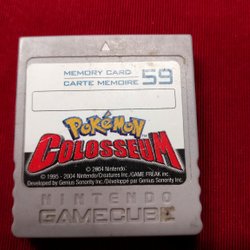 MEMORY CARD
CARTE MÉMOIRE 59
Pokémon
COLOSSEUM
© 2004 Nintendo.
© 1995 - 2004 Nintendo/Creatures Inc./GAME FREAK inc.
Developed by Genius Sonority Inc./Développé par Genius Sonority Inc.
NINTENDO
GAMECUBE